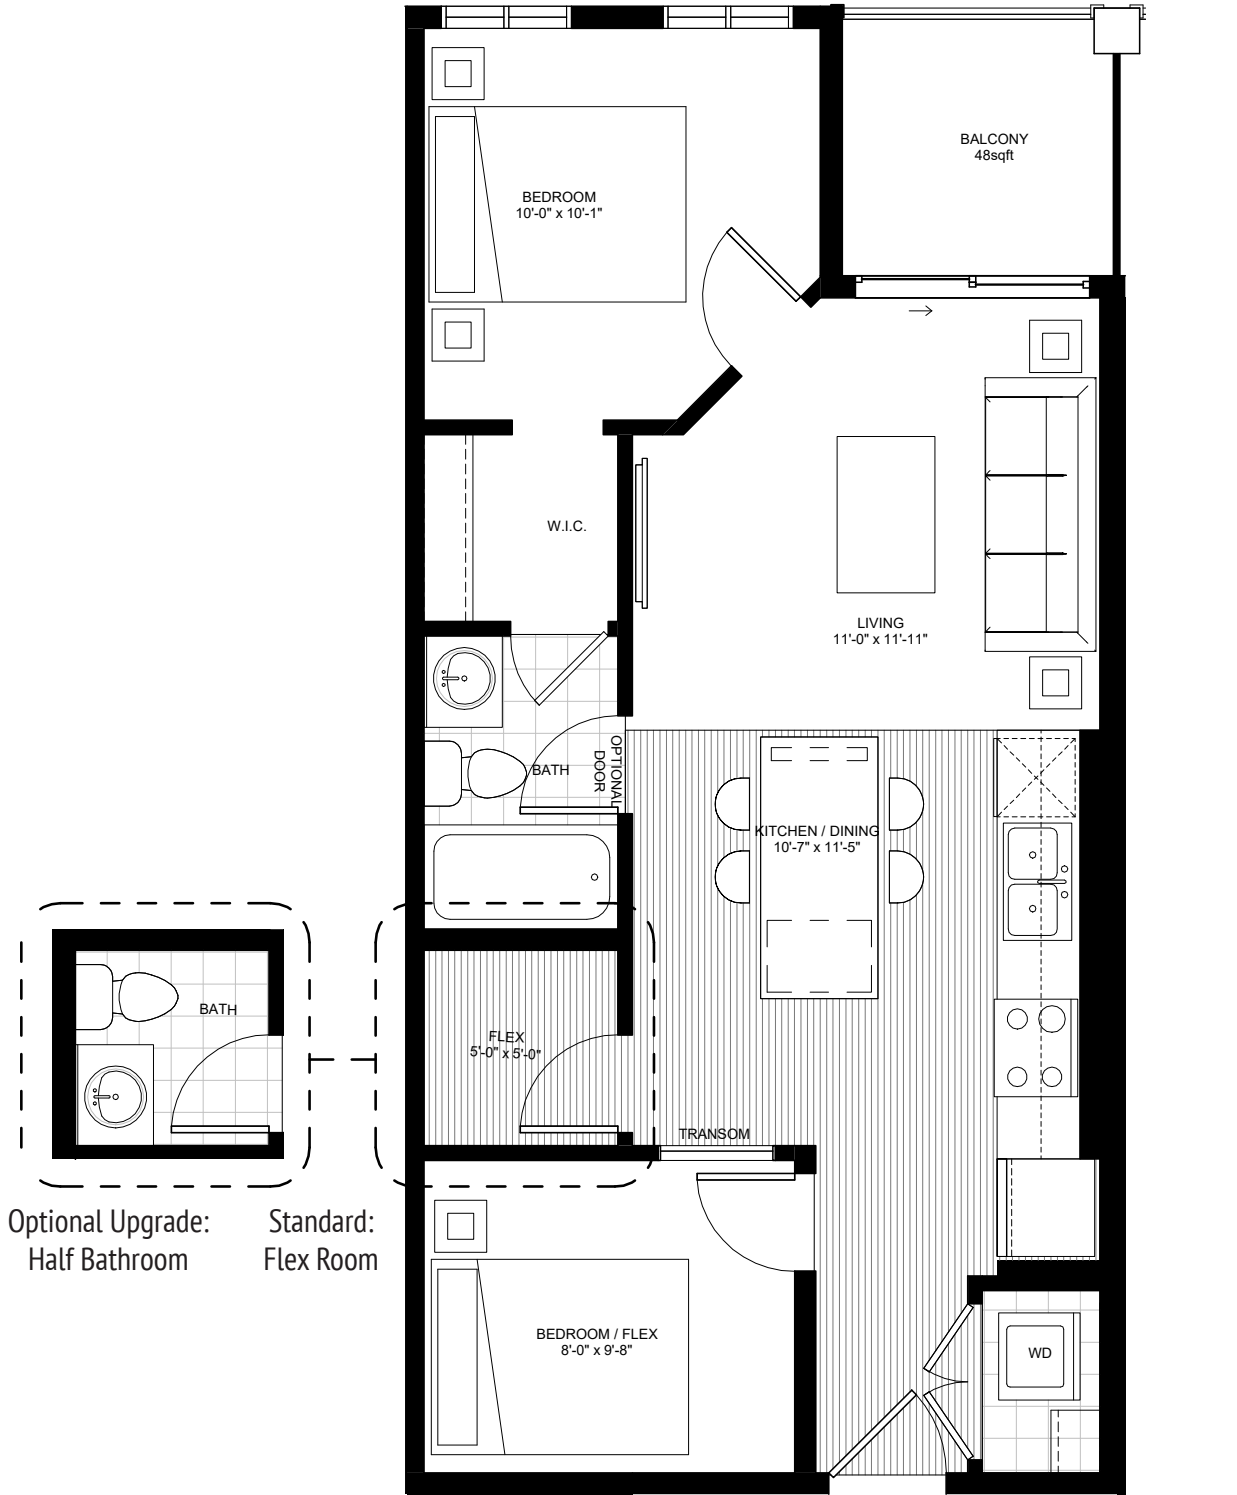 BALCONY
48sqft
BEDROOM
10'-0" x 10'-1"
W.I.C.
LIVING
11'-0" x 11'-11"
OPTIONAL
DOOR
BATH
KITCHEN / DINING
10'-7" x 11'-5"
BATH
FLEX
5'-0" x 5'-0"
TRANSOM
Optional Upgrade:
Half Bathroom
Standard:
Flex Room
BEDROOM / FLEX
8'-0" x 9'-8"
WD